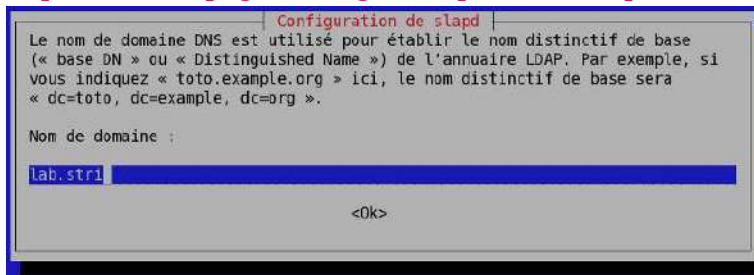 Configuration de slapd
Le nom de domaine DNS est utilisé pour établir le nom distinctif de base
(« base DN » ou « Distinguished Name ») de l'annuaire LDAP. Par exemple, si
vous indiquez « toto.example.org » ici, le nom distinctif de base sera
« dc=toto, dc=example, dc=org ».
Nom de domaine :
lab.stri
<Ok>